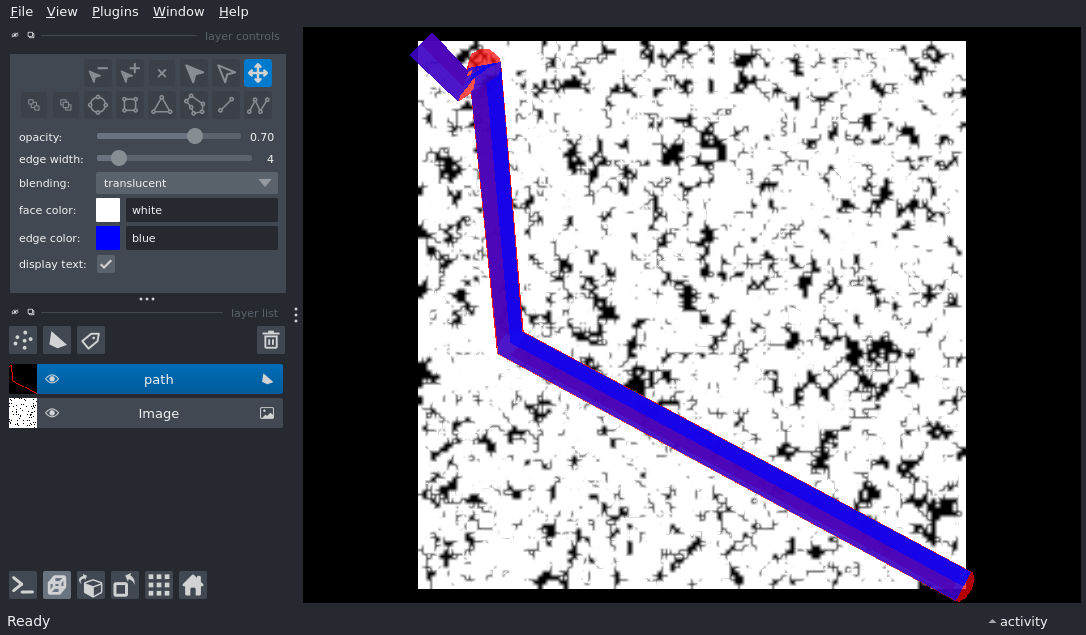 File View Plugins Window Help
layer controls
opacity: 0.70
edge width: 4
blending: translucent
face color: white
edge color: blue
display text:
layer list
path
Image
Ready
activity